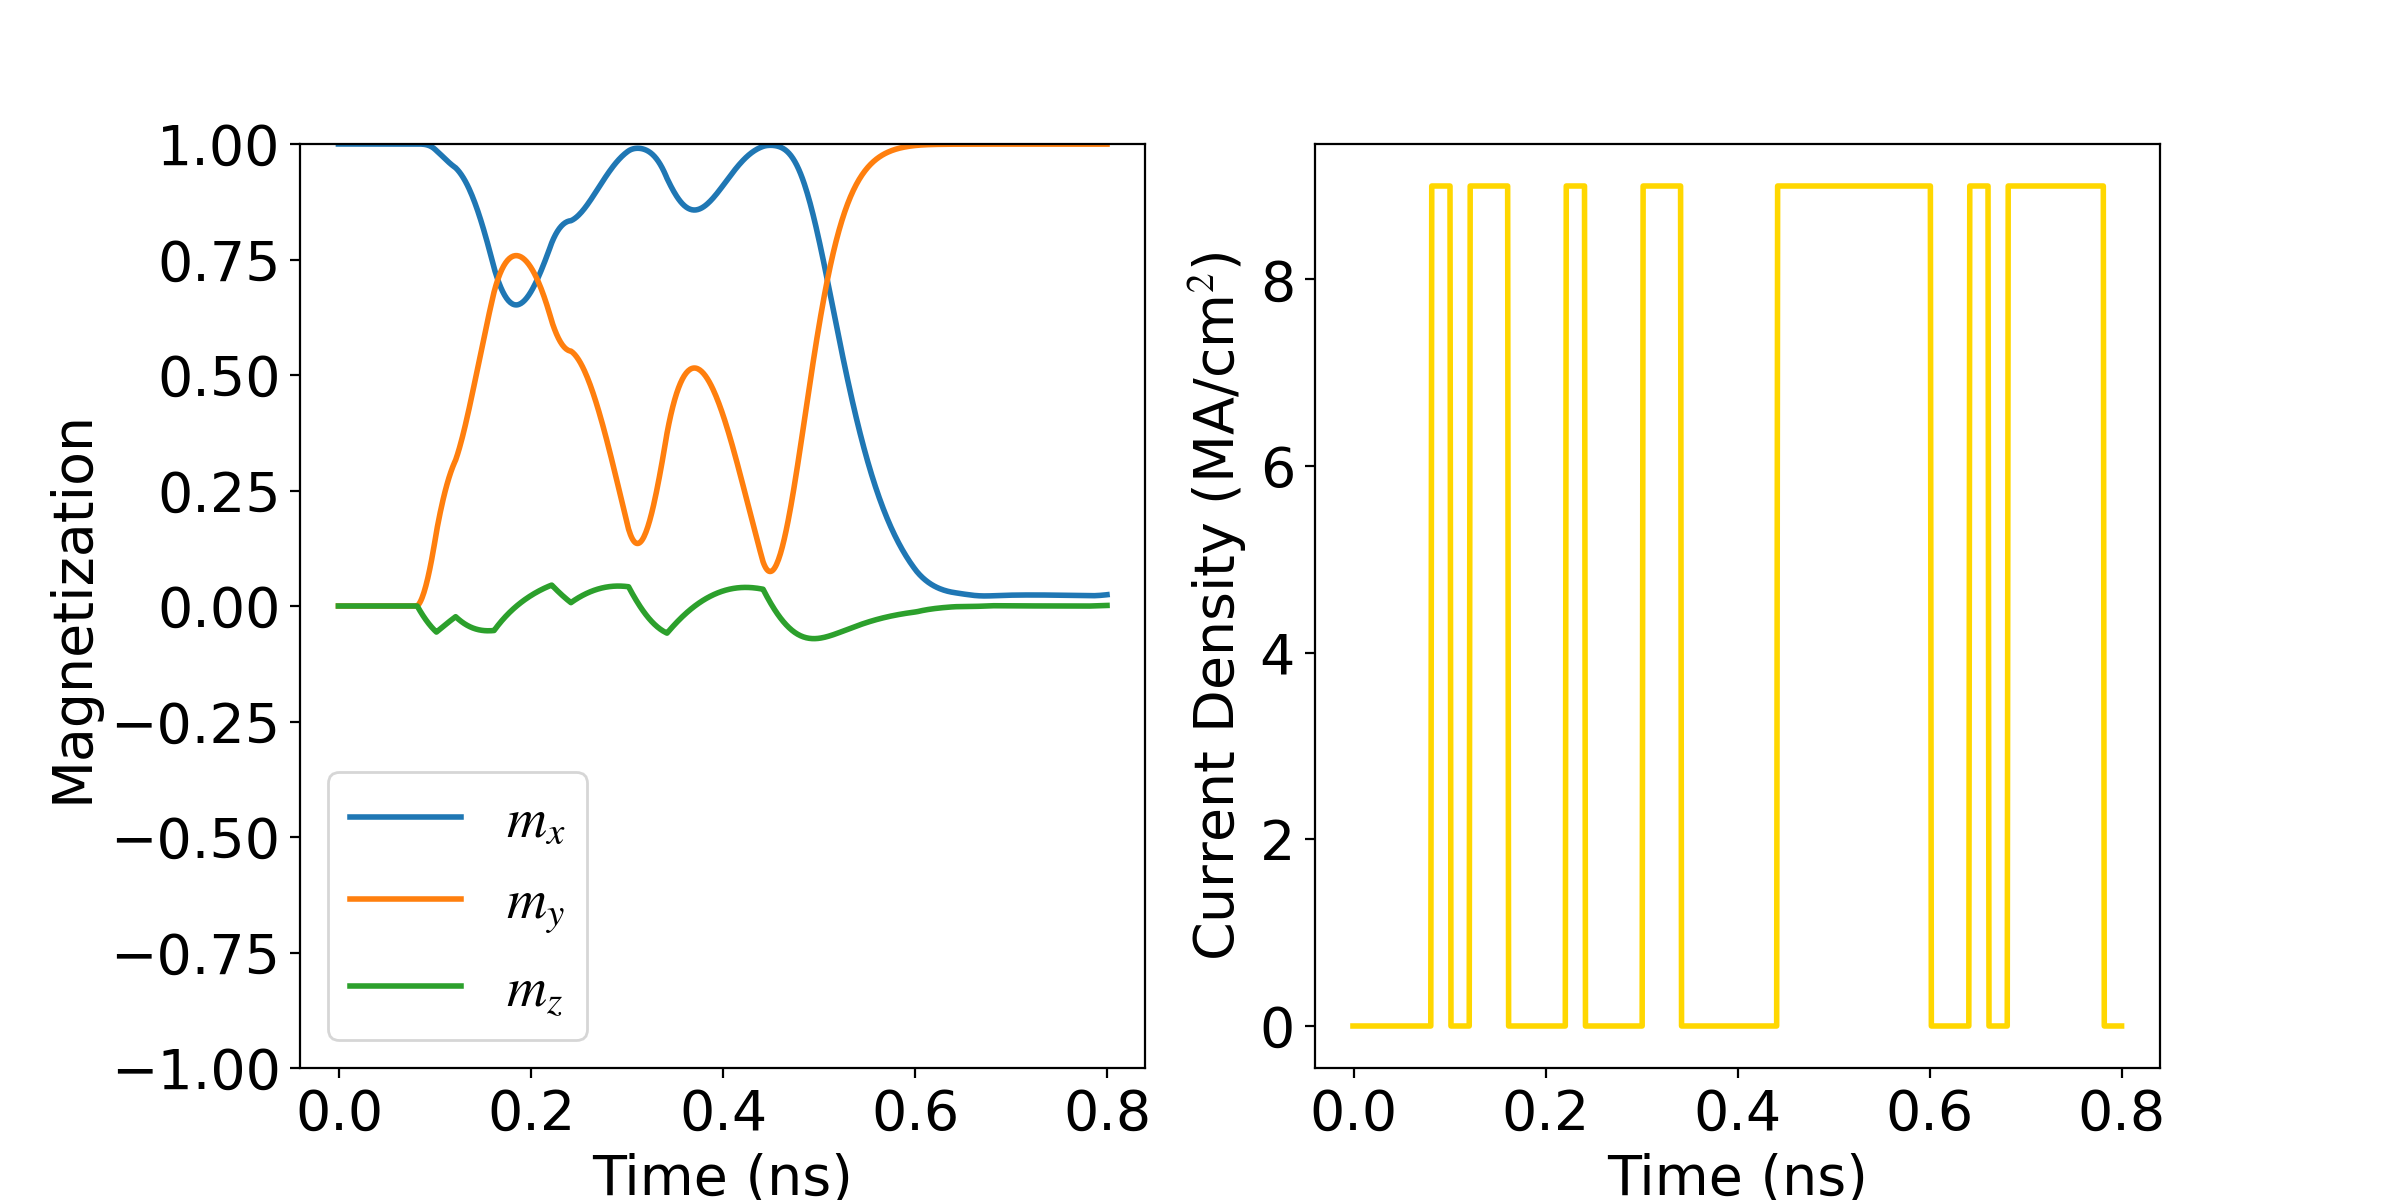 Magnetization
1.00
0.75
0.50
0.25
0.00
−0.25
−0.50
−0.75
−1.00
m_x
m_y
m_z
0.0 0.2 0.4 0.6 0.8
Time (ns)
Current Density (MA/cm²)
8
6
4
2
0
0.0 0.2 0.4 0.6 0.8
Time (ns)